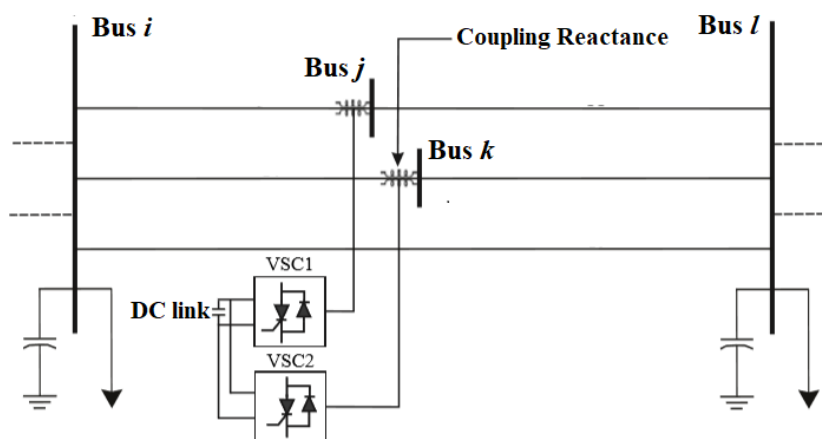 Bus i
Coupling Reactance
Bus l
Bus j
Bus k
VSC1
DC link
VSC2